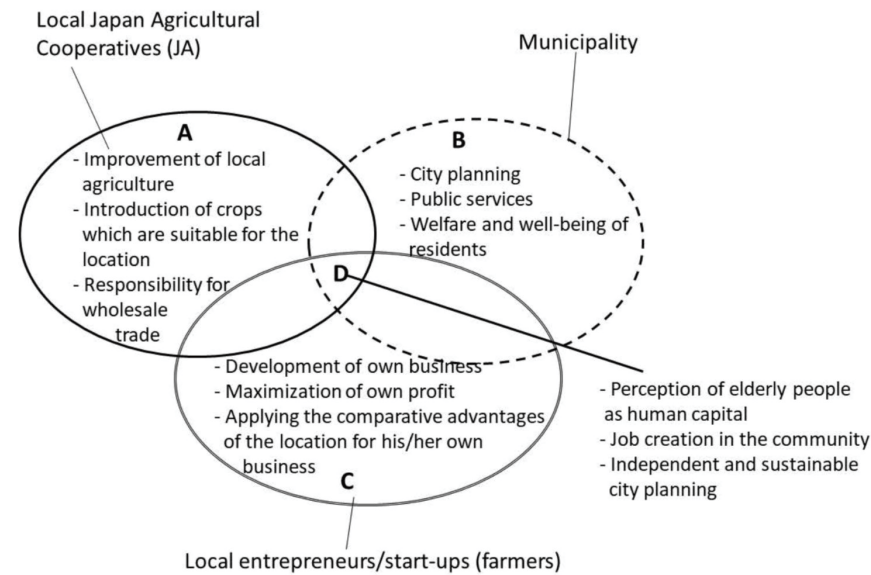 Local Japan Agricultural
Cooperatives (JA)
Municipality
A
- Improvement of local
agriculture
- Introduction of crops
which are suitable for the
location
- Responsibility for
wholesale
trade
B
- City planning
- Public services
- Welfare and well-being of
residents
D
- Development of own business
- Maximization of own profit
- Applying the comparative advantages
of the location for his/her own
business
C
- Perception of elderly people
as human capital
- Job creation in the community
- Independent and sustainable
city planning
Local entrepreneurs/start-ups (farmers)